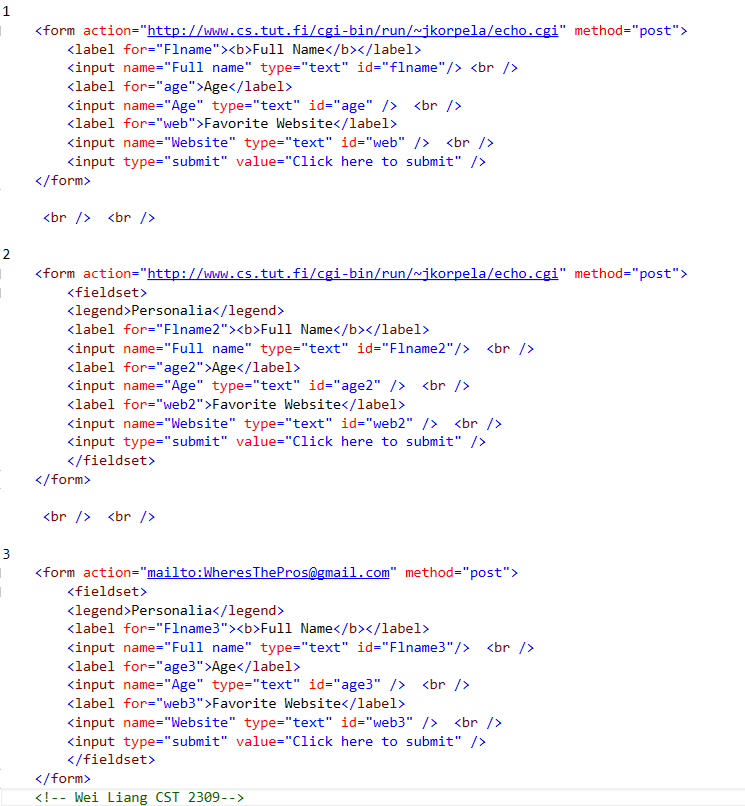 1
<form action="http://www.cs.tut.fi/cgi-bin/run/~jkorpela/echo.cgi" method="post">
<label for="Flname"><b>Full Name</b></label>
<input name="Full name" type="text" id="flname"/> <br />
<label for="age">Age</label>
<input name="Age" type="text" id="age" />  <br />
<label for="web">Favorite Website</label>
<input name="Website" type="text" id="web" />  <br />
<input type="submit" value="Click here to submit" />
</form>
<br />  <br />
2
<form action="http://www.cs.tut.fi/cgi-bin/run/~jkorpela/echo.cgi" method="post">
<fieldset>
<legend>Personalia</legend>
<label for="Flname2"><b>Full Name</b></label>
<input name="Full name" type="text" id="Flname2"/>  <br />
<label for="age2">Age</label>
<input name="Age" type="text" id="age2" />  <br />
<label for="web2">Favorite Website</label>
<input name="Website" type="text" id="web2" />  <br />
<input type="submit" value="Click here to submit" />
</fieldset>
</form>
<br />  <br />
3
<form action="mailto:WheresThePros@gmail.com" method="post">
<fieldset>
<legend>Personalia</legend>
<label for="Flname3"><b>Full Name</b></label>
<input name="Full name" type="text" id="Flname3"/>  <br />
<label for="age3">Age</label>
<input name="Age" type="text" id="age3" />  <br />
<label for="web3">Favorite Website</label>
<input name="Website" type="text" id="web3" />  <br />
<input type="submit" value="Click here to submit" />
</fieldset>
</form>
<!-- Wei Liang CST 2309-->